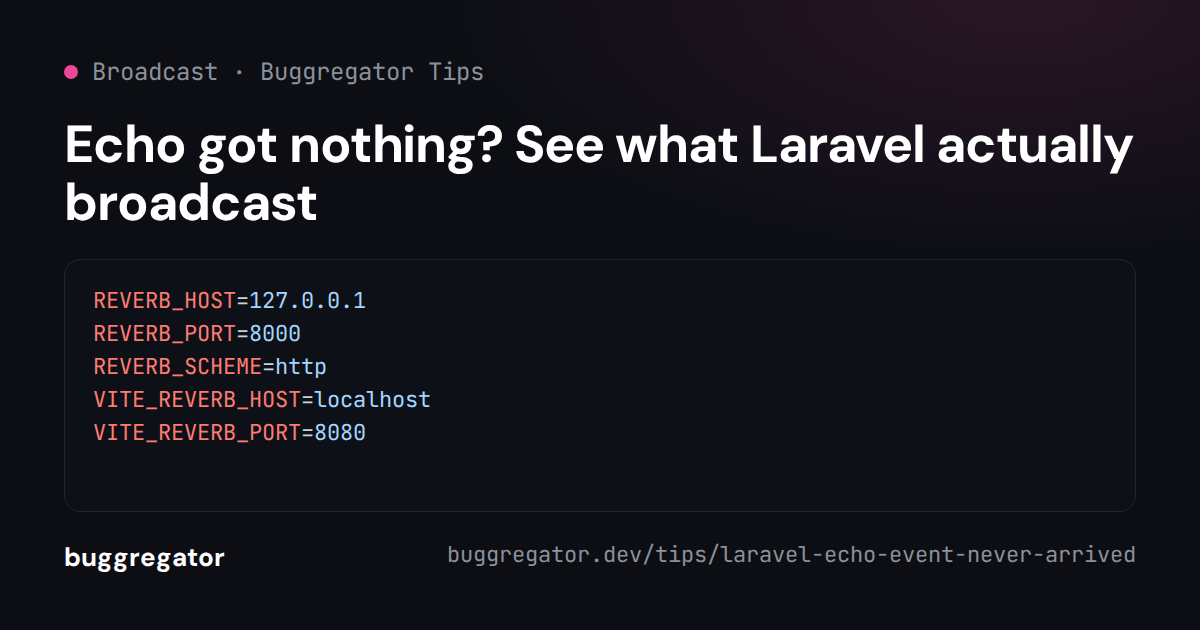 Broadcast · Buggregator Tips
Echo got nothing? See what Laravel actually
broadcast
REVERB_HOST=127.0.0.1
REVERB_PORT=8000
REVERB_SCHEME=http
VITE_REVERB_HOST=localhost
VITE_REVERB_PORT=8080
buggregator
buggregator.dev/tips/laravel-echo-event-never-arrived